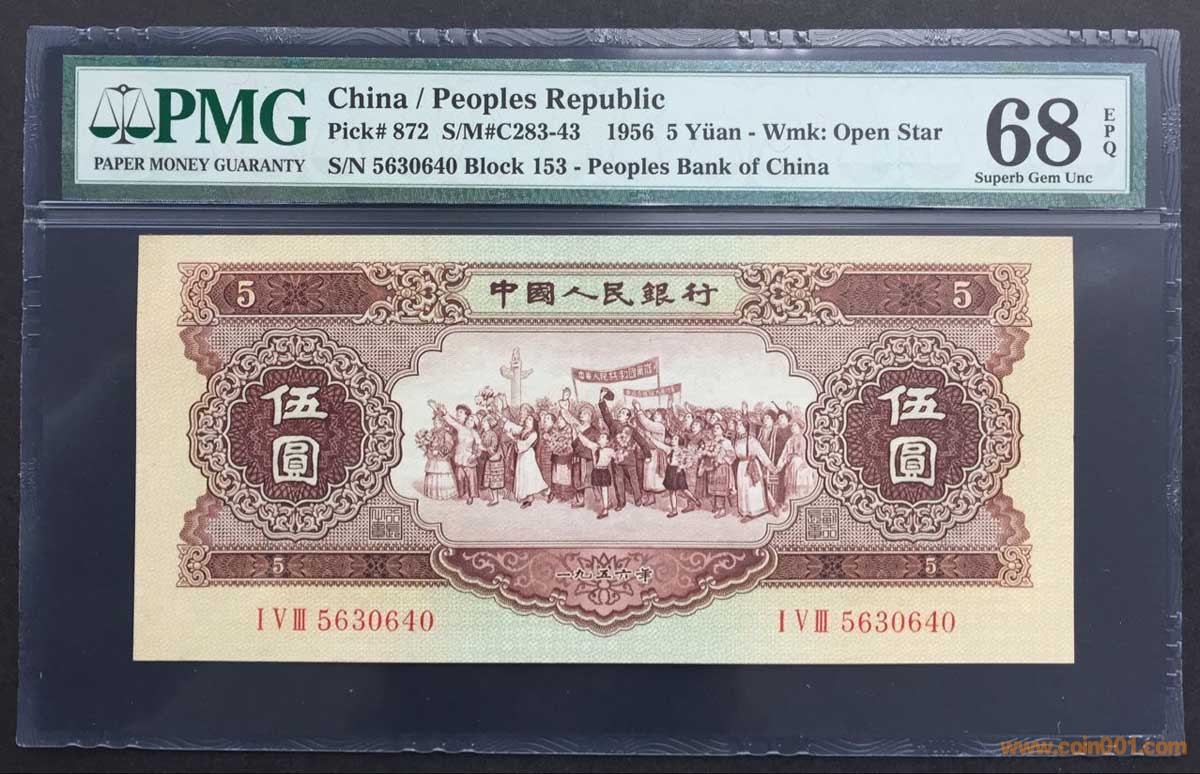 PMG
PAPER MONEY GUARANTY
China / Peoples Republic
Pick# 872 S/M#C283-43 1956 5 Yüan - Wmk: Open Star
S/N 5630640 Block 153 - Peoples Bank of China
68
EPQ
Superb Gem Unc
5 中國人民銀行 5
伍圓
伍圓
5 一九五六年 5
I V III 5630640
I V III 5630640
www.coin001.com